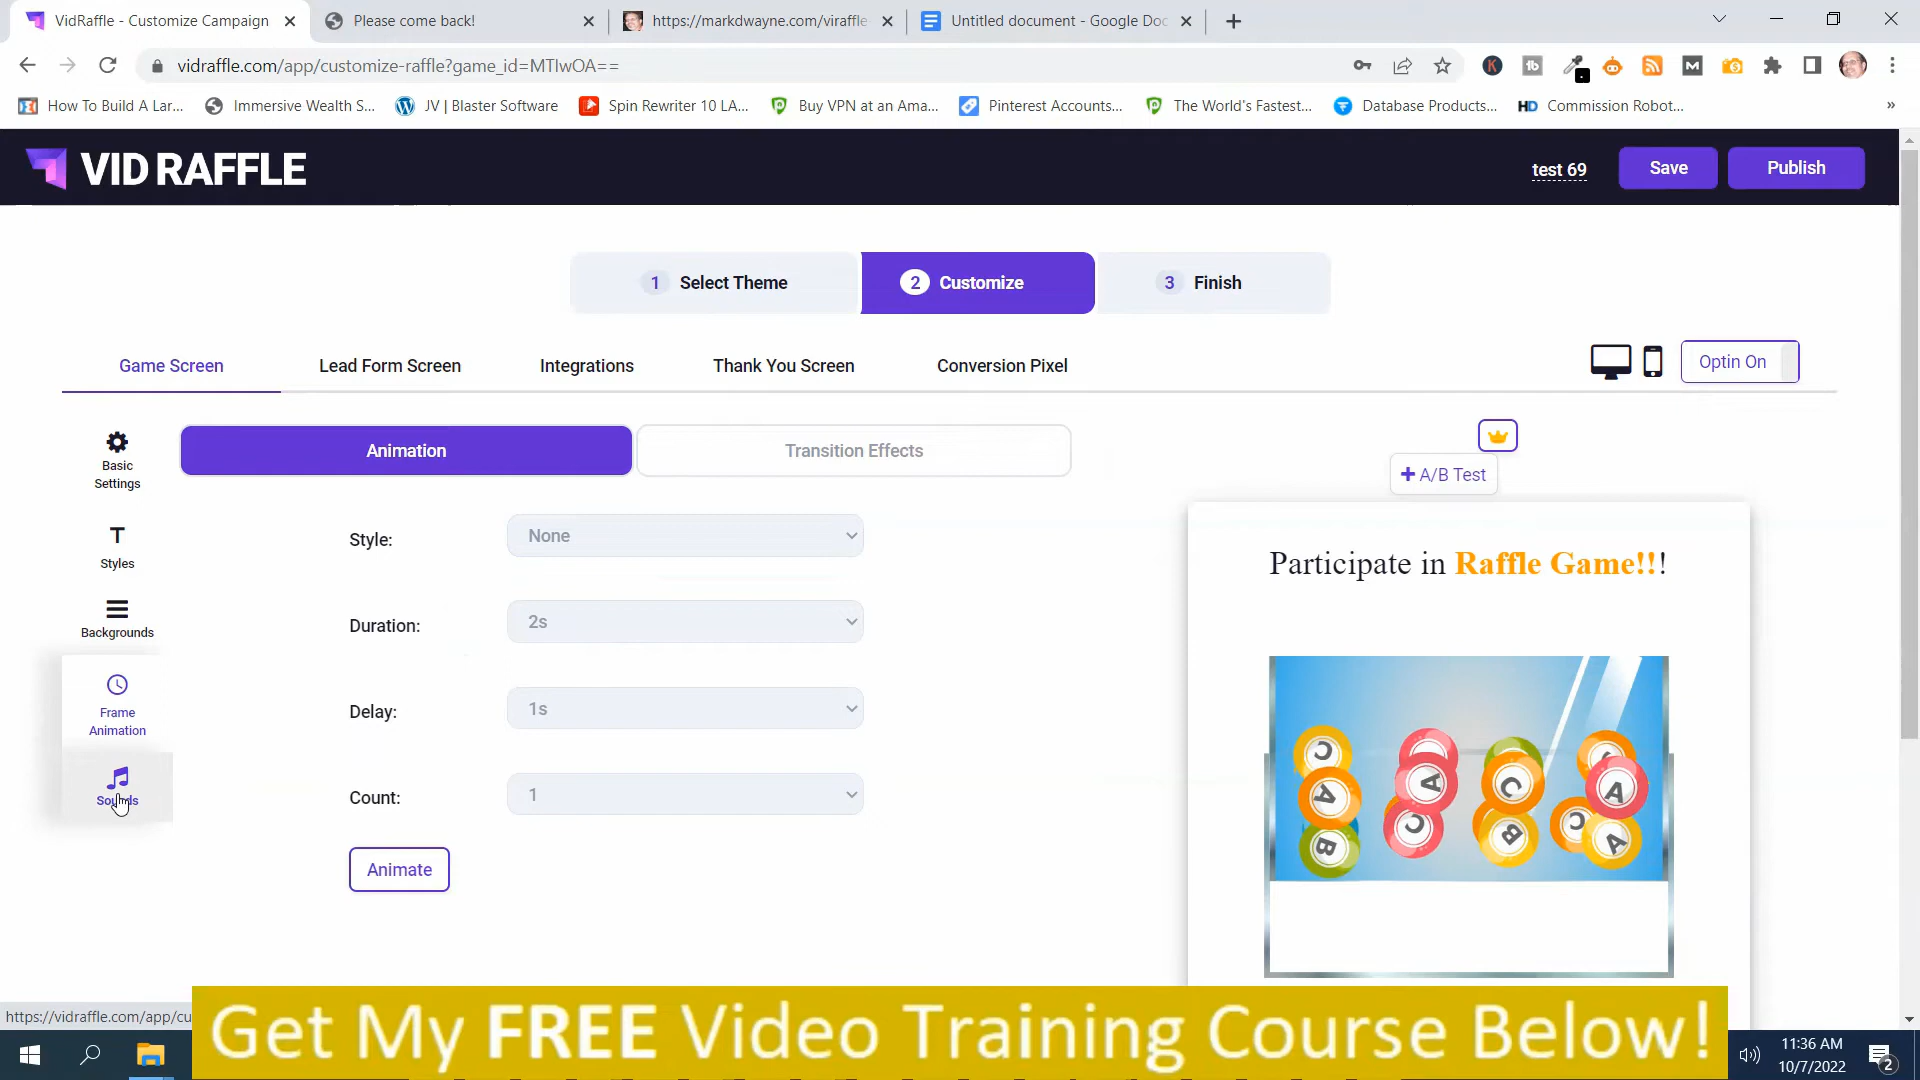 VidRaffle - Customize Campaign
Please come back!
https://markdwayne.com/viraffle
Untitled document - Google Doc
vidraffle.com/app/customize-raffle?game_id=MTIwOA==
How To Build A Lar...
Immersive Wealth S...
JV | Blaster Software
Spin Rewriter 10 LA...
Buy VPN at an Ama...
Pinterest Accounts...
The World's Fastest...
Database Products...
HD Commission Robot...
VID RAFFLE
test 69
Save
Publish
1 Select Theme
2 Customize
3 Finish
Game Screen
Lead Form Screen
Integrations
Thank You Screen
Conversion Pixel
Optin On
Basic
Settings
Styles
Backgrounds
Frame
Animation
Sounds
Animation
Transition Effects
Style:
None
Duration:
2s
Delay:
1s
Count:
1
Animate
+ A/B Test
Participate in Raffle Game!!!
C A A
A C A
B C B C A
https://vidraffle.com/app/cu
Get My FREE Video Training Course Below!
11:36 AM
10/7/2022
2